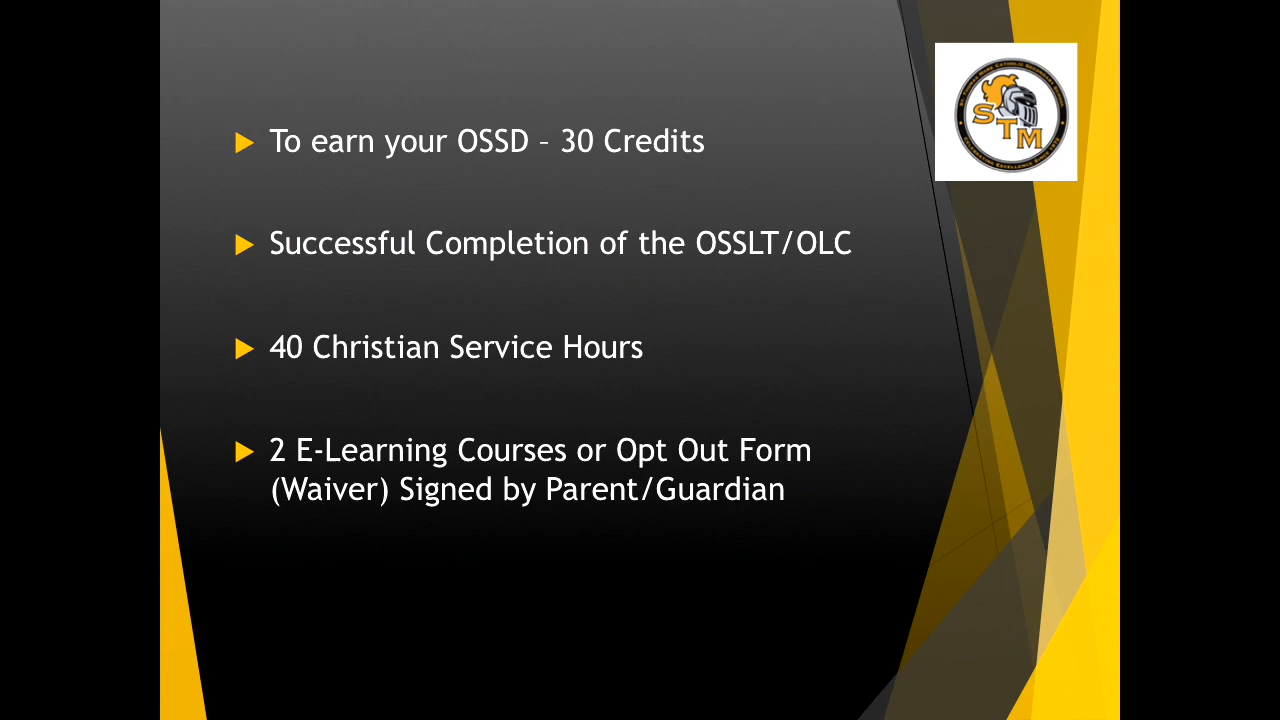 To earn your OSSD – 30 Credits
Successful Completion of the OSSLT/OLC
40 Christian Service Hours
2 E-Learning Courses or Opt Out Form
(Waiver) Signed by Parent/Guardian
STM